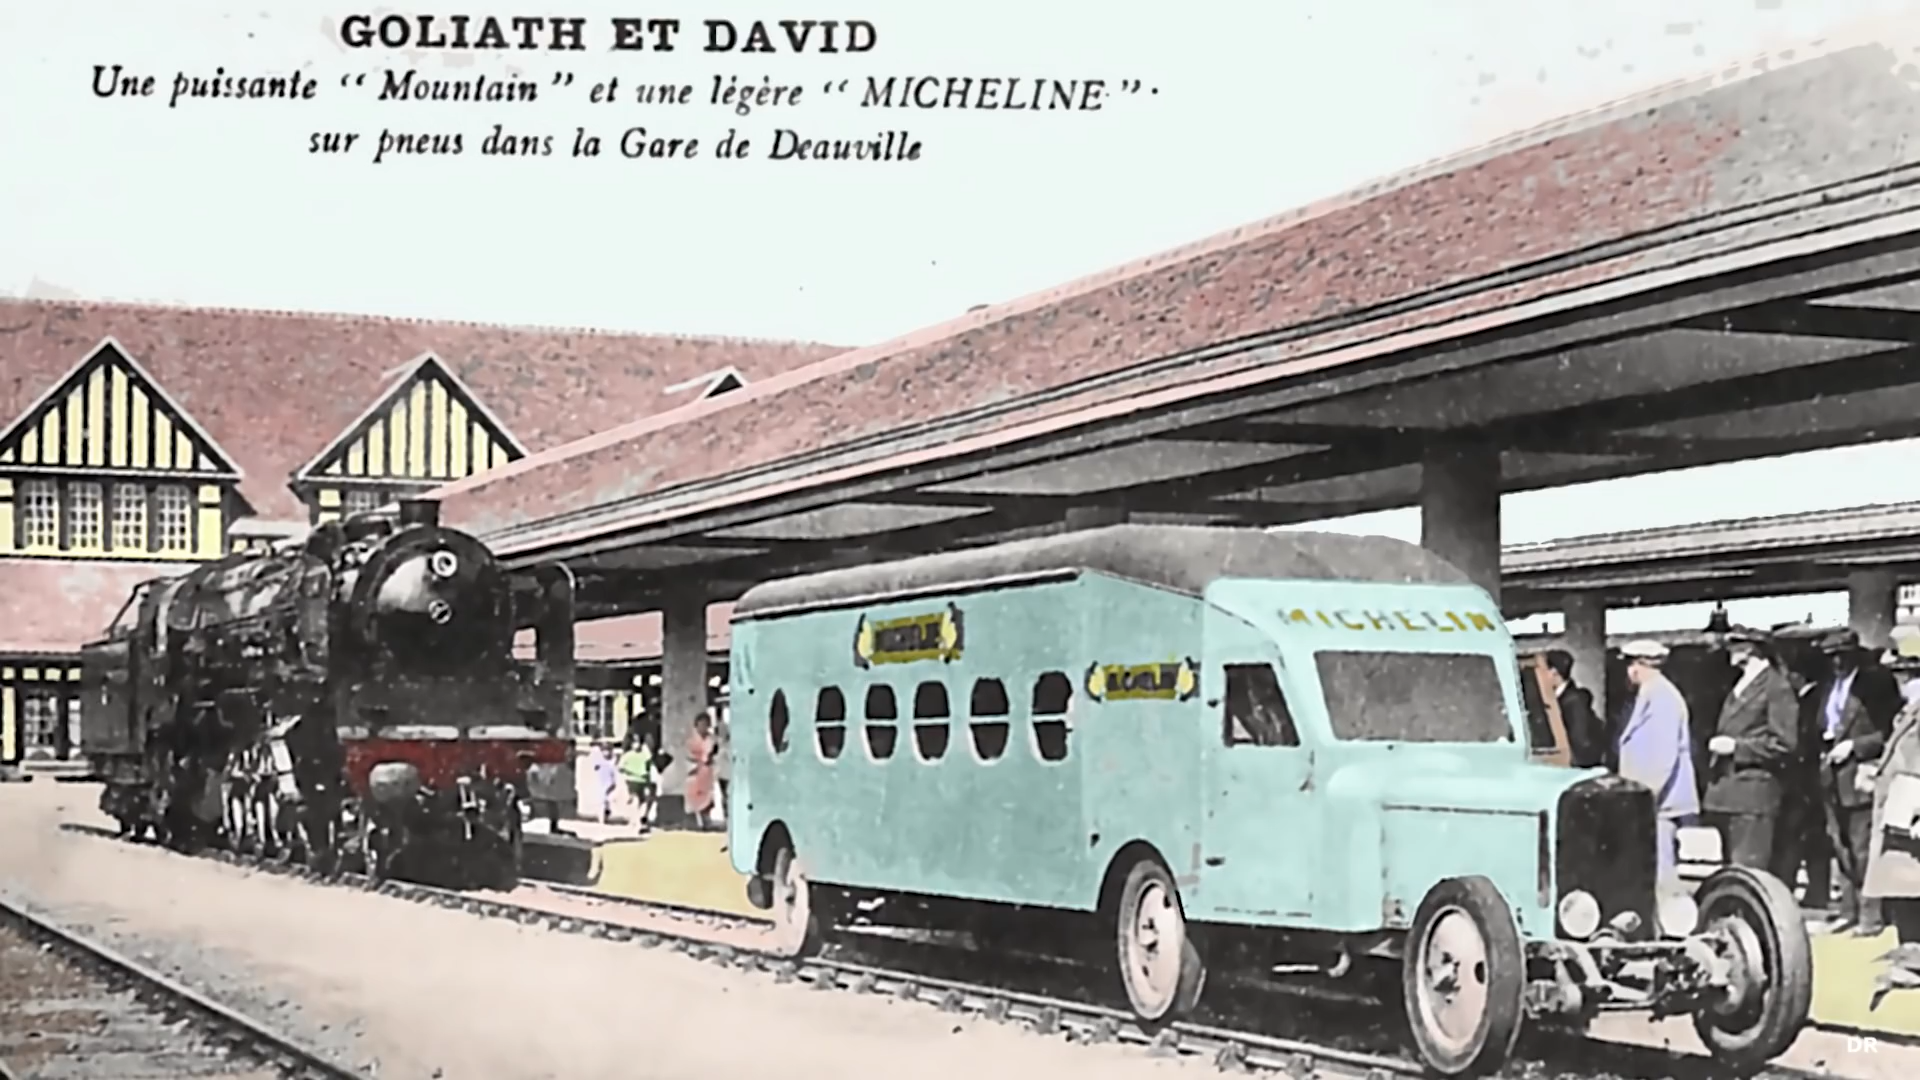 GOLIATH ET DAVID
Une puissante “ Mountain ” et une légère “ MICHELINE ”.
sur pneus dans la Gare de Deauville
MICHELIN
MICHELIN
DR